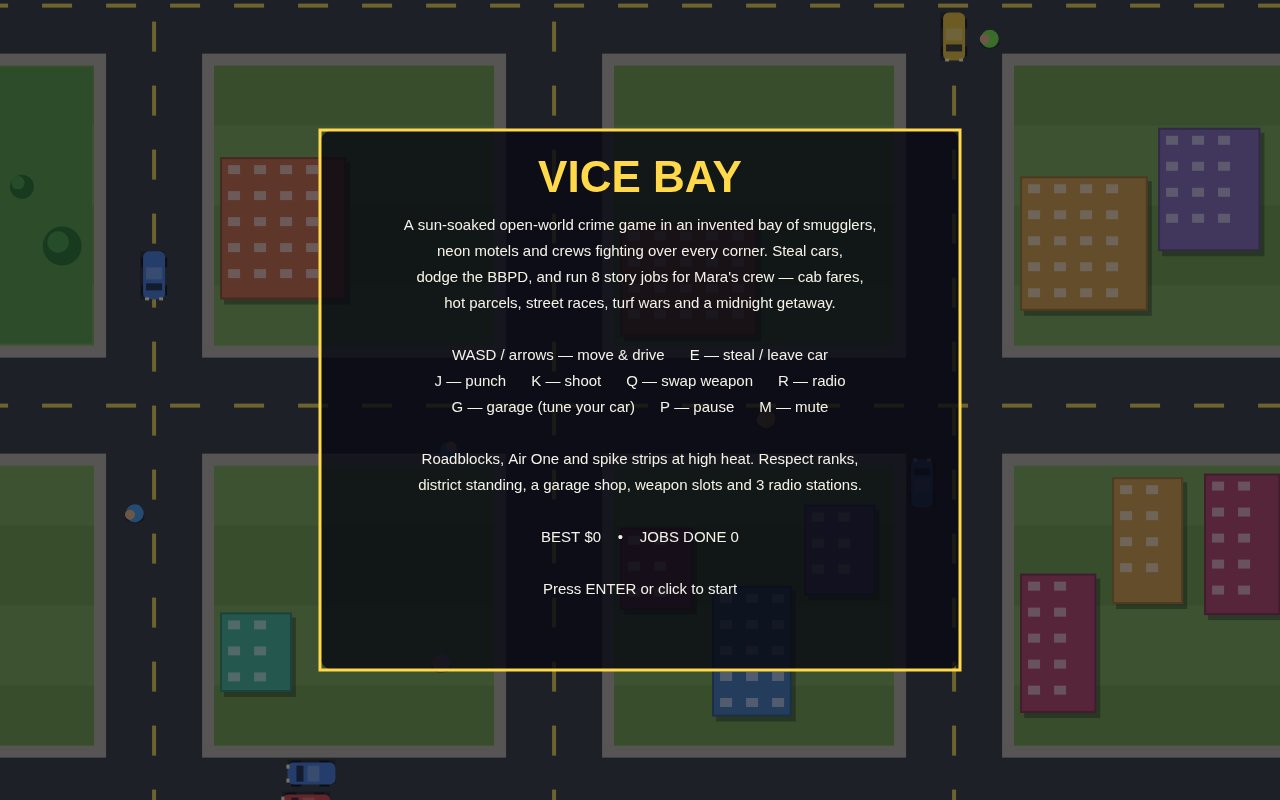 VICE BAY
A sun-soaked open-world crime game in an invented bay of smugglers,
neon motels and crews fighting over every corner. Steal cars,
dodge the BBPD, and run 8 story jobs for Mara's crew — cab fares,
hot parcels, street races, turf wars and a midnight getaway.
WASD / arrows — move & drive E — steal / leave car
J — punch K — shoot Q — swap weapon R — radio
G — garage (tune your car) P — pause M — mute
Roadblocks, Air One and spike strips at high heat. Respect ranks,
district standing, a garage shop, weapon slots and 3 radio stations.
BEST $0 • JOBS DONE 0
Press ENTER or click to start